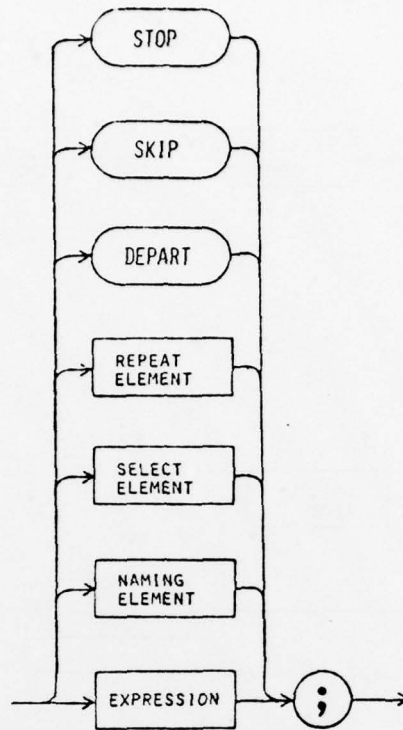 STOP
SKIP
DEPART
REPEAT
ELEMENT
SELECT
ELEMENT
NAMING
ELEMENT
EXPRESSION
;